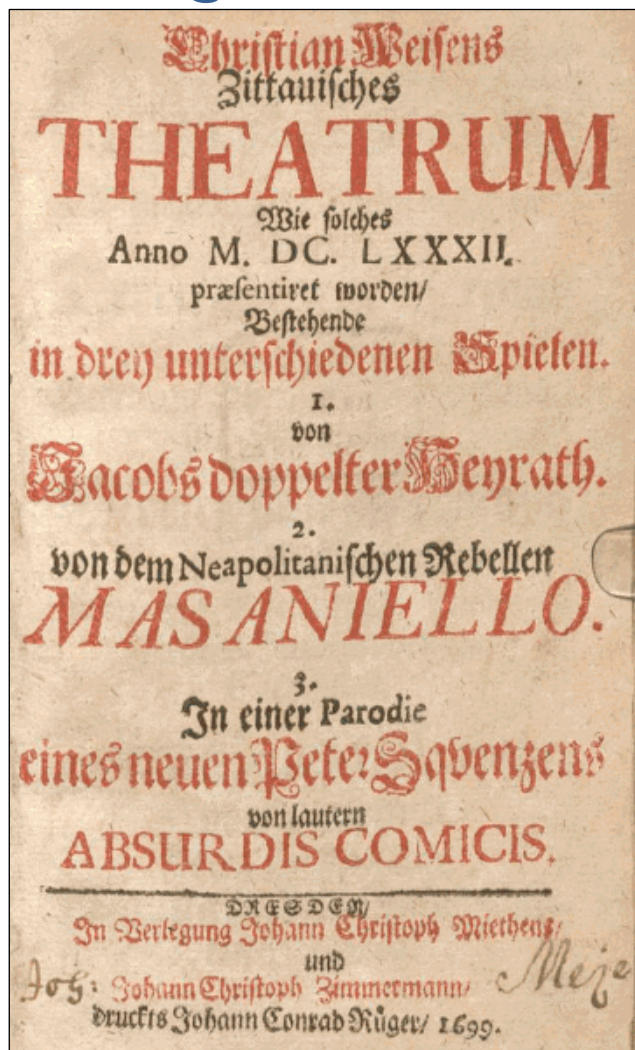 Christian Weisens
Zittauisches
THEATRUM
Wie solches
Anno M. DC. LXXXII.
præsentiret worden/
Bestehende
in drey unterschiedenen Spielen.
1.
von
Jacobs doppelter Heyrath.
2.
von dem Neapolitanischen Rebellen
MASANIELLO.
3.
In einer Parodie
eines neuen Peter Sqvenzens
von lautern
ABSURDIS COMICIS.
DRESDEN/
In Verlegung Johann Christoph Miethens/
und
Joh: Johann Christoph Zimmermann/
druckts Johann Conrad Rüger/ 1699.